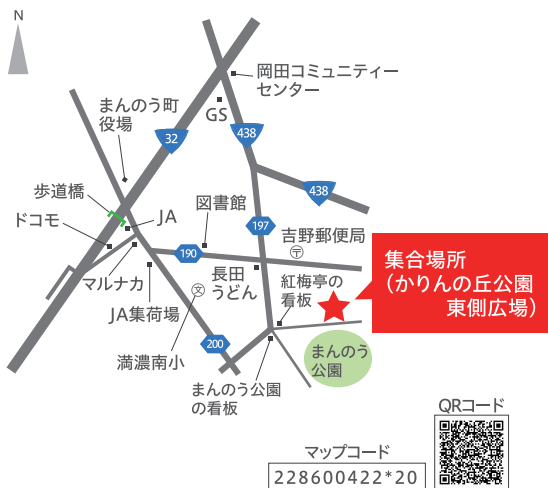 N
岡田コミュニティー
センター
GS
まんのう町
役場
32
438
438
歩道橋
JA
ドコモ
図書館
197
吉野郵便局
〒
190
マルナカ
長田
うどん
紅梅亭の
看板
集合場所
(かりんの丘公園
東側広場)
JA集荷場
文
満濃南小
200
まんのう
公園
まんのう公園
の看板
QRコード
マップコード
228600422*20